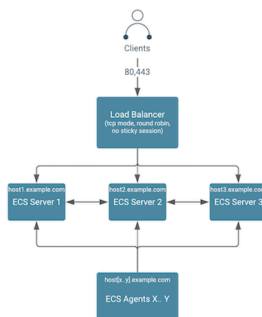 Clients
80,443
Load Balancer
(tcp mode, round robin,
no sticky session)
host1.example.com
ECS Server 1
host2.example.com
ECS Server 2
host3.example.com
ECS Server 3
host[x..y].example.com
ECS Agents X.. Y